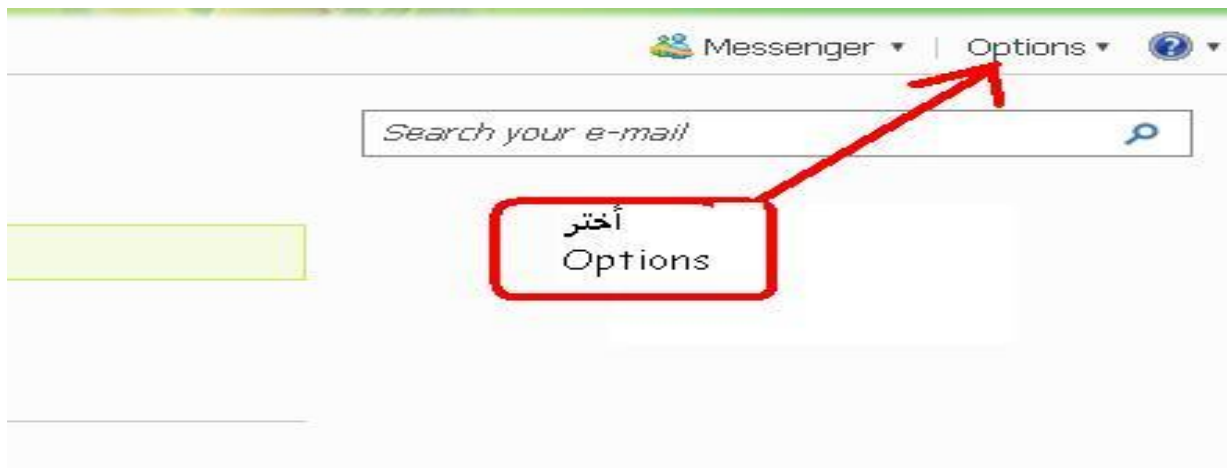 Messenger ▾ | Options ▾
Search your e-mail
أختر
Options